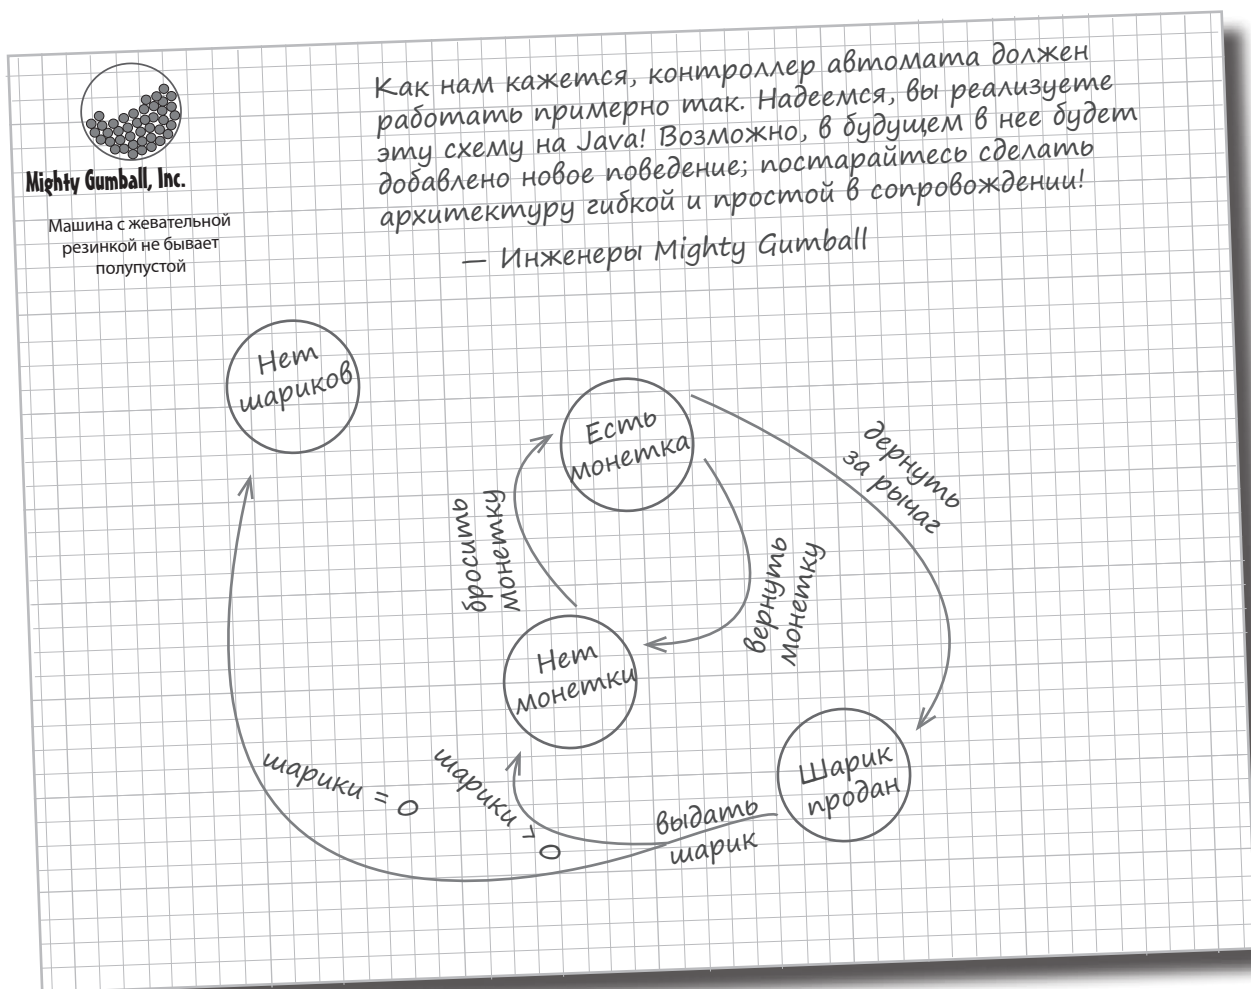 Как нам кажется, контроллер автомата должен
работать примерно так. Надеемся, вы реализуете
эту схему на Java! Возможно, в будущем в нее будет
добавлено новое поведение; постарайтесь сделать
архитектуру гибкой и простой в сопровождении!
— Инженеры Mighty Gumball
Mighty Gumball, Inc.
Машина с жевательной
резинкой не бывает
полупустой
Нет
шариков
Есть
монетка
дернуть
за рычаг
бросить
монетку
вернуть
монетку
Нет
монетки
Шарик
продан
шарики = 0
шарики > 0
выдать
шарик